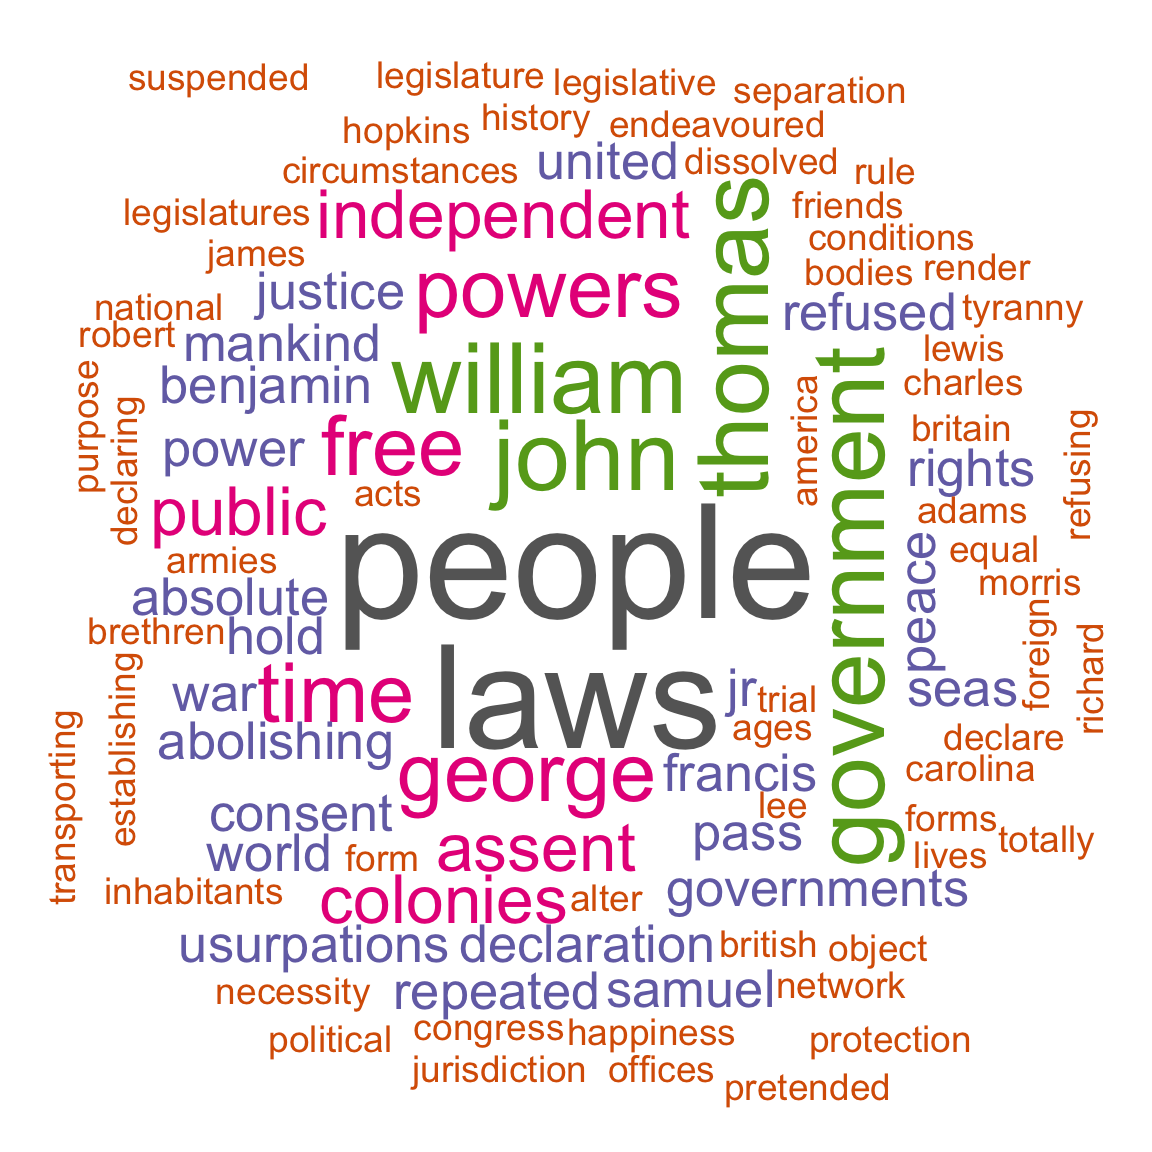 suspended
legislature
legislative
separation
hopkins
history
endeavoured
circumstances
united
dissolved
rule
legislatures
independent
thomas
friends
james
conditions
justice
powers
bodies
render
national
refused
tyranny
robert
mankind
william
government
lewis
purpose
benjamin
america
charles
declaring
power
free
john
britain
rights
refusing
public
acts
adams
armies
people
peace
equal
morris
absolute
brethren
hold
foreign
richard
establishing
war
time
laws
jr
trial
seas
transporting
abolishing
ages
declare
george
francis
carolina
consent
lee
forms
world
form
assent
pass
totally
lives
inhabitants
colonies
alter
governments
usurpations
declaration
british
object
necessity
repeated
samuel
network
political
congress
happiness
protection
jurisdiction
offices
pretended